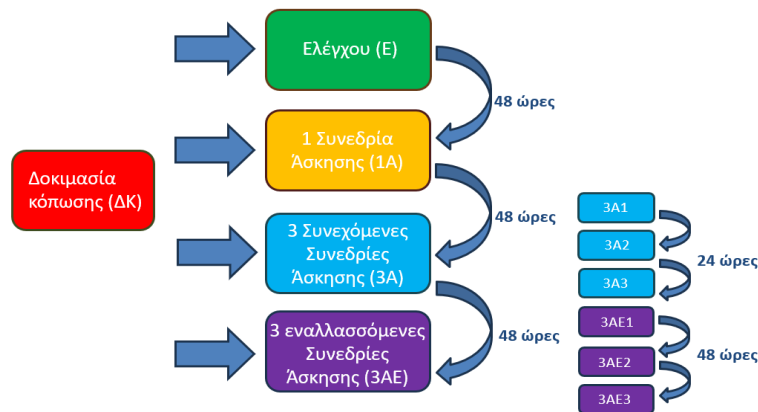 Ελέγχου (Ε)
48 ώρες
1 Συνεδρία
Άσκησης (1Α)
Δοκιμασία
κόπωσης (ΔΚ)
48 ώρες
3 Συνεχόμενες
Συνεδρίες
Άσκησης (3Α)
3 εναλλασσόμενες
Συνεδρίες
Άσκησης (3ΑΕ)
48 ώρες
3Α1
3Α2
3Α3
24 ώρες
3ΑΕ1
3ΑΕ2
3ΑΕ3
48 ώρες